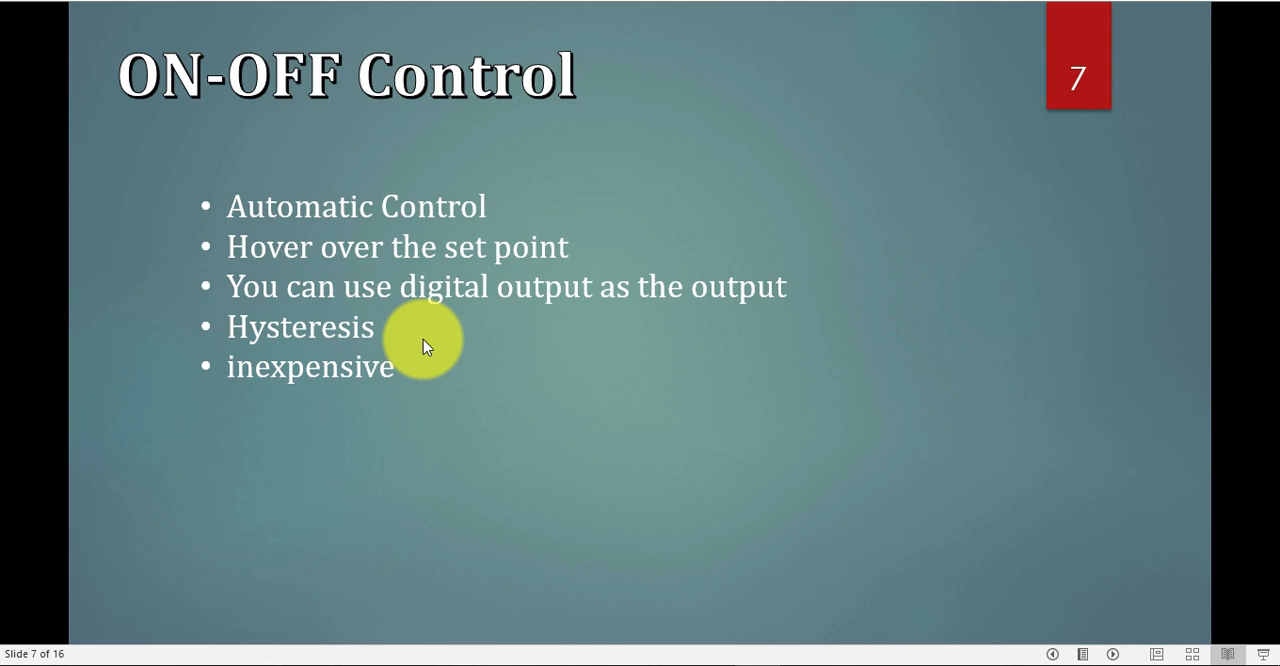 ON-OFF Control
7
• Automatic Control
• Hover over the set point
• You can use digital output as the output
• Hysteresis
• inexpensive
Slide 7 of 16